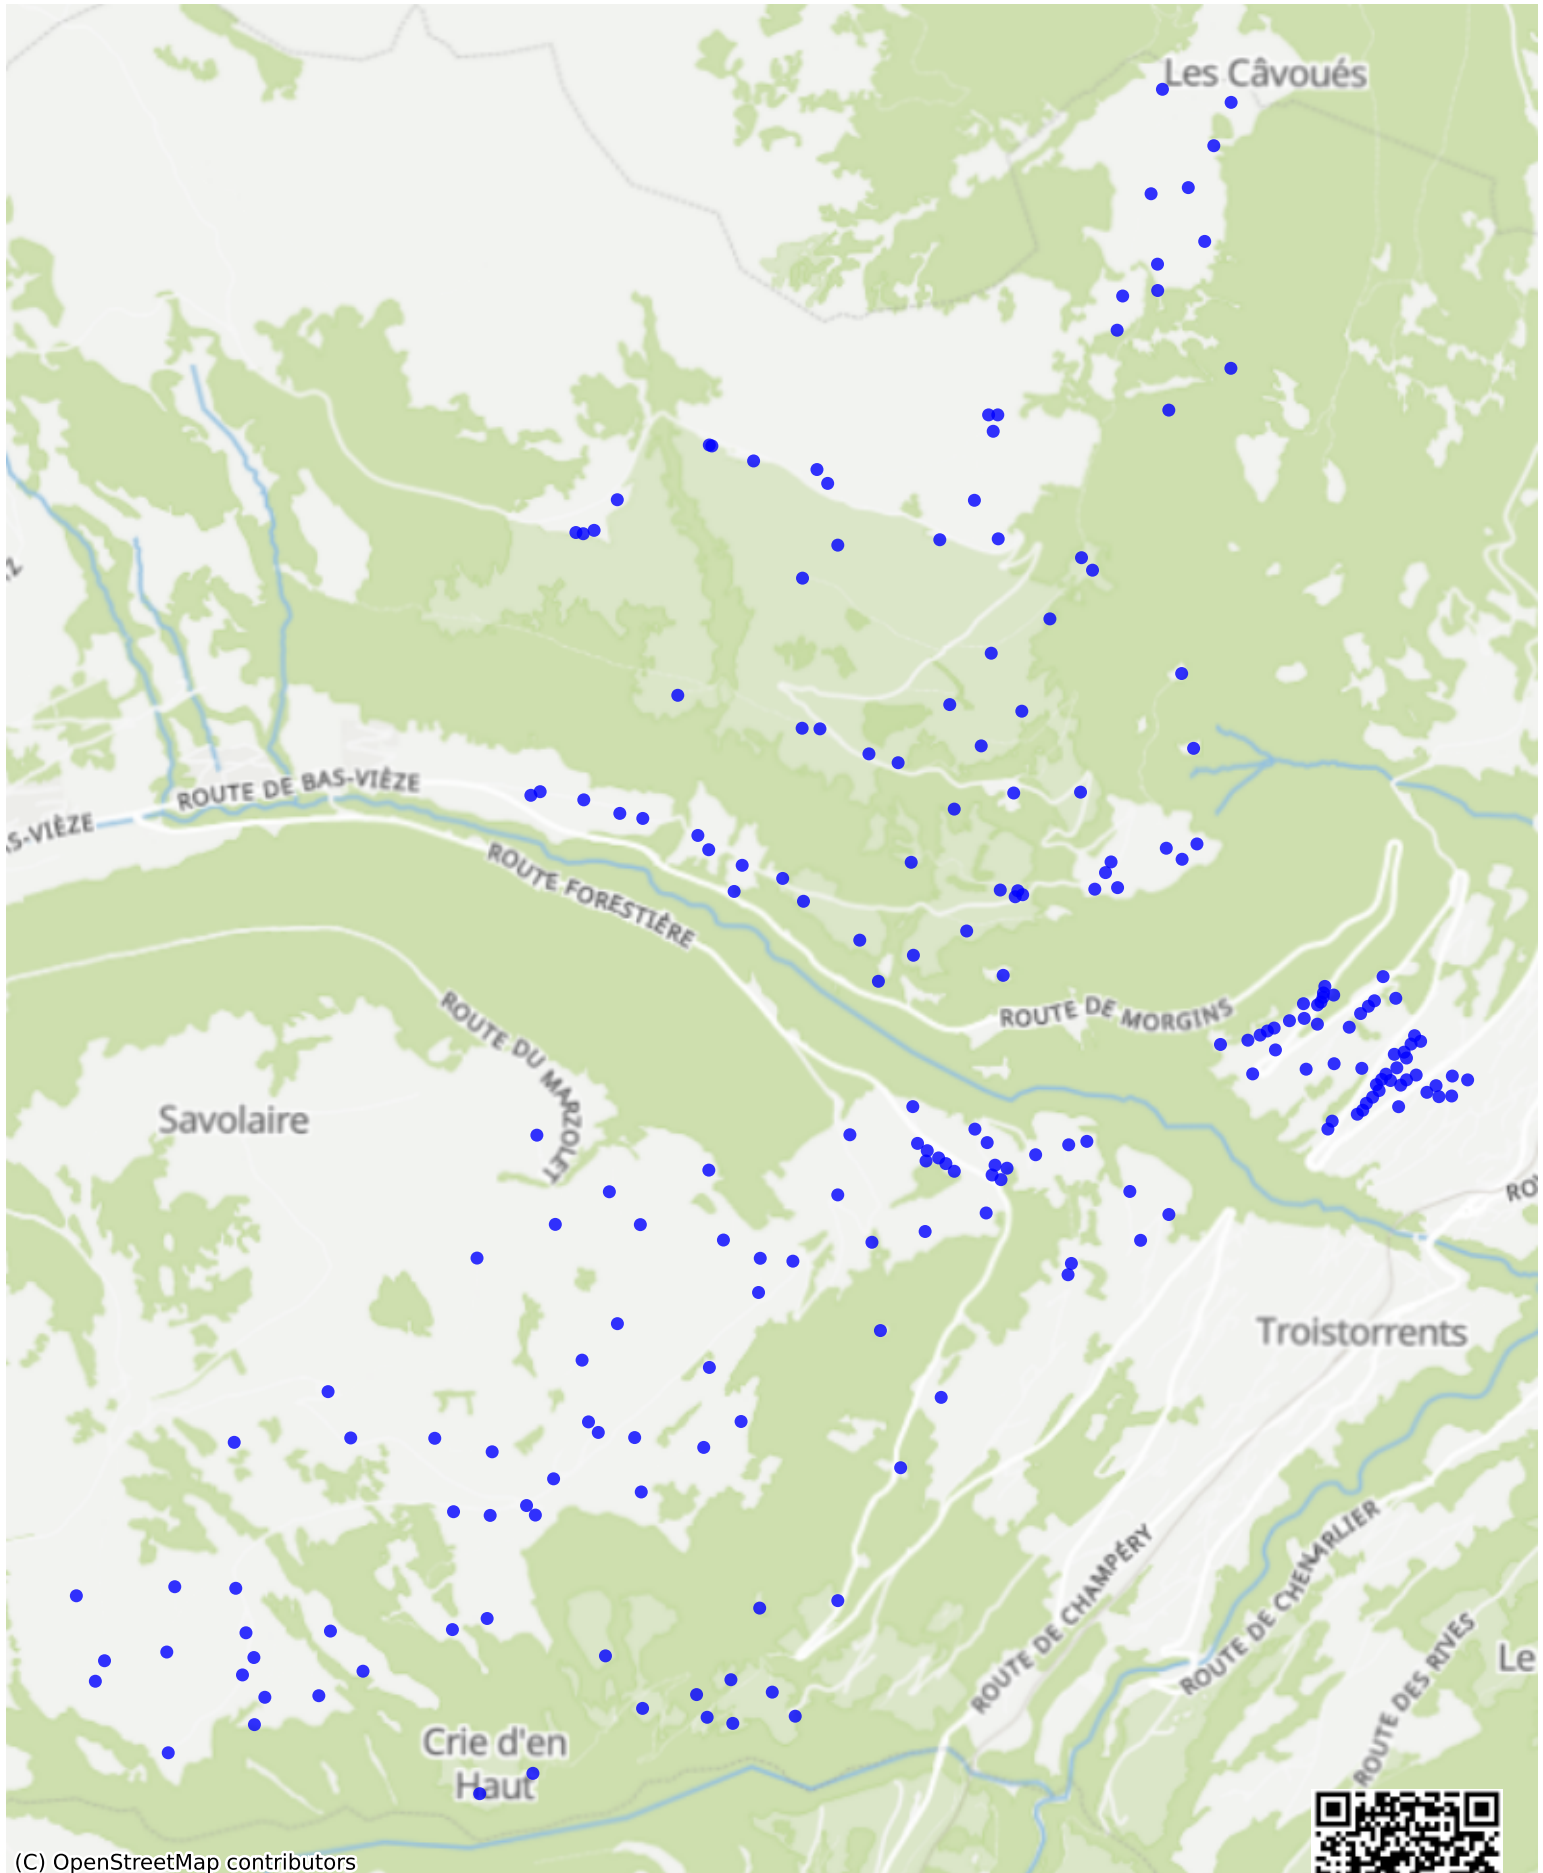 Les Câvoués
ROUTE DE BAS-VIÈZE
S-VIÈZE
ROUTE FORESTIÈRE
ROUTE DU MARZOLET
ROUTE DE MORGINS
Savolaire
Troistorrents
ROUTE DE CHAMPÉRY
ROUTE DE CHENARLIER
ROUTE DES RIVES
Le
Crie d'en
Haut
(C) OpenStreetMap contributors